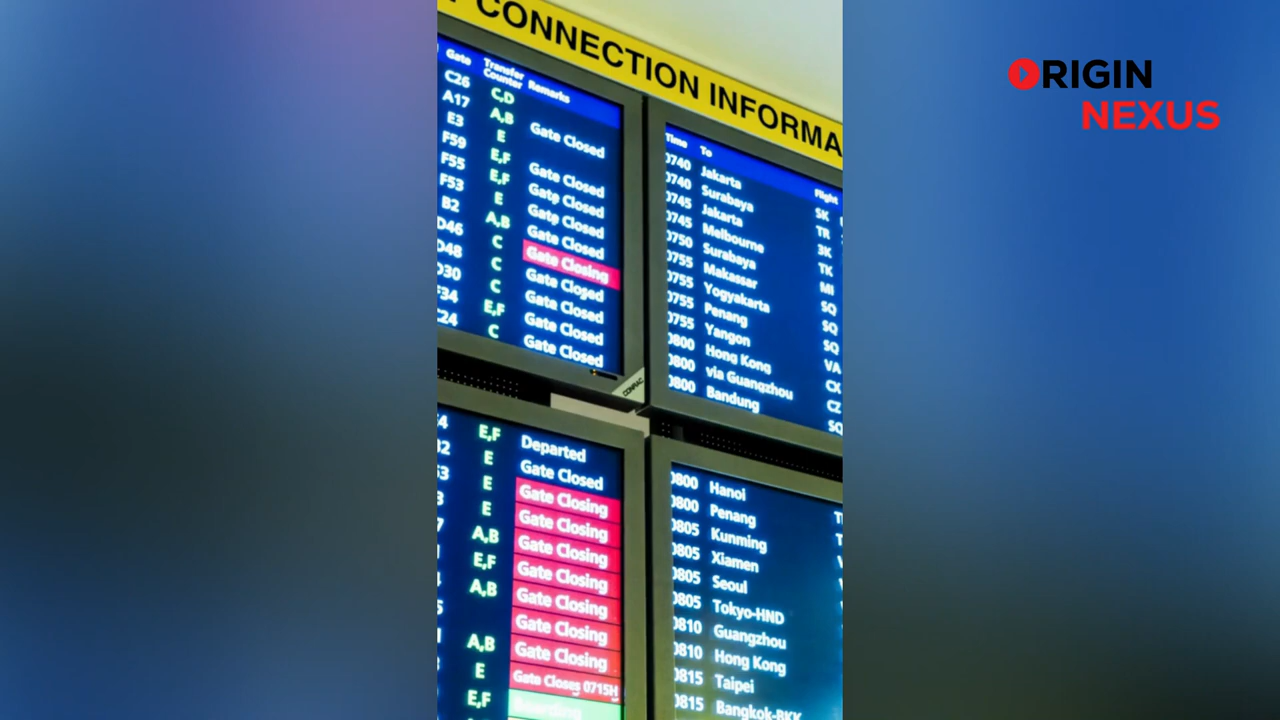 CONNECTION INFORMA
Gate Transfer Counter Remarks
C26 C,D
A17 A,B Gate Closed
E3 E
F59 E,F Gate Closed
F55 E,F Gate Closed
F53 E Gate Closed
B2 A,B Gate Closed
D46 C Gate Closing
D48 C Gate Closed
D30 C Gate Closed
F34 E,F Gate Closed
C24 C Gate Closed
Time To Flight
0740 Jakarta SK
0740 Surabaya TR
0745 Jakarta 3K
0745 Melbourne TK
0750 Surabaya MI
0755 Makassar SQ
0755 Yogyakarta SQ
0755 Penang SQ
0755 Yangon VA
0800 Hong Kong CX
0800 via Guangzhou CZ
0800 Bandung SQ
COMPAQ
E,F Departed
E Gate Closed
E Gate Closing
E Gate Closing
A,B Gate Closing
E,F Gate Closing
A,B Gate Closing
Gate Closing
A,B Gate Closing
E Gate Closes 0715H
E,F Boarding
0800 Hanoi
0800 Penang
0805 Kunming
0805 Xiamen
0805 Seoul
0805 Tokyo-HND
0810 Guangzhou
0810 Hong Kong
0815 Taipei
0815 Bangkok-BKK
ORIGIN
NEXUS